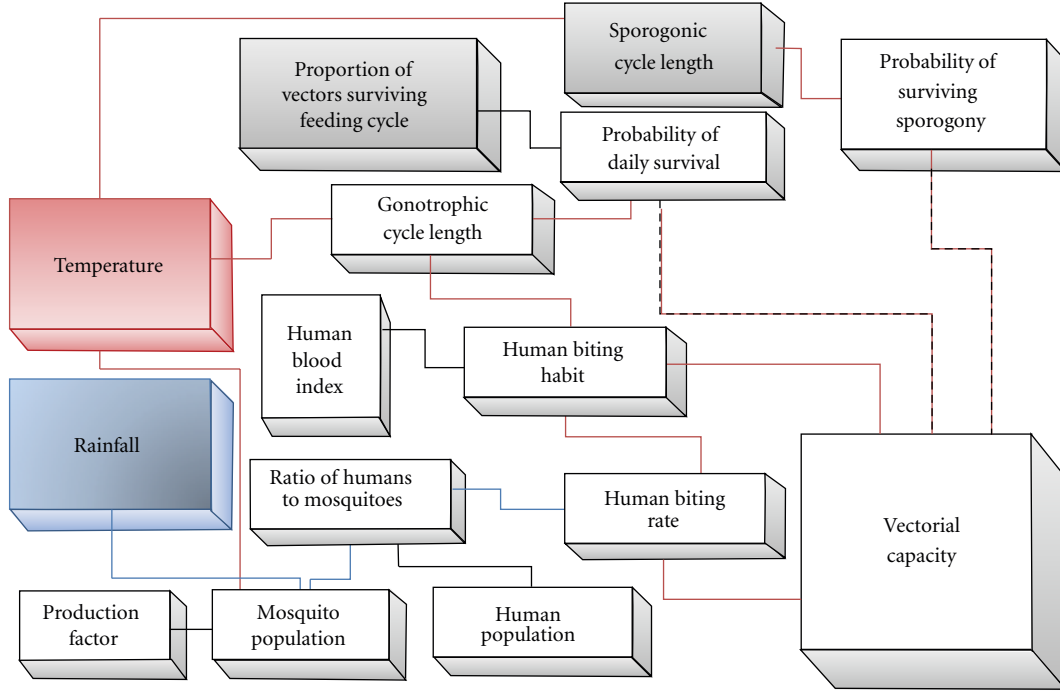 Sporogonic
cycle length
Proportion of
vectors surviving
feeding cycle
Probability of
surviving
sporogony
Probability of
daily survival
Gonotrophic
cycle length
Temperature
Human
blood
index
Human biting
habit
Rainfall
Ratio of humans
to mosquitoes
Human biting
rate
Vectorial
capacity
Production
factor
Mosquito
population
Human
population